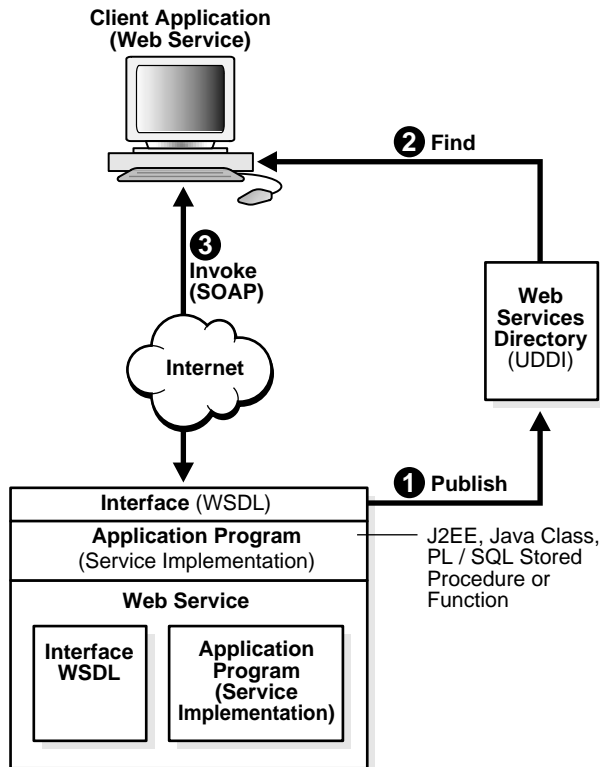 Client Application
(Web Service)
2 Find
3
Invoke
(SOAP)
Web
Services
Directory
(UDDI)
Internet
1 Publish
Interface (WSDL)
Application Program
(Service Implementation)
J2EE, Java Class,
PL / SQL Stored
Procedure or
Function
Web Service
Interface
WSDL
Application
Program
(Service
Implementation)